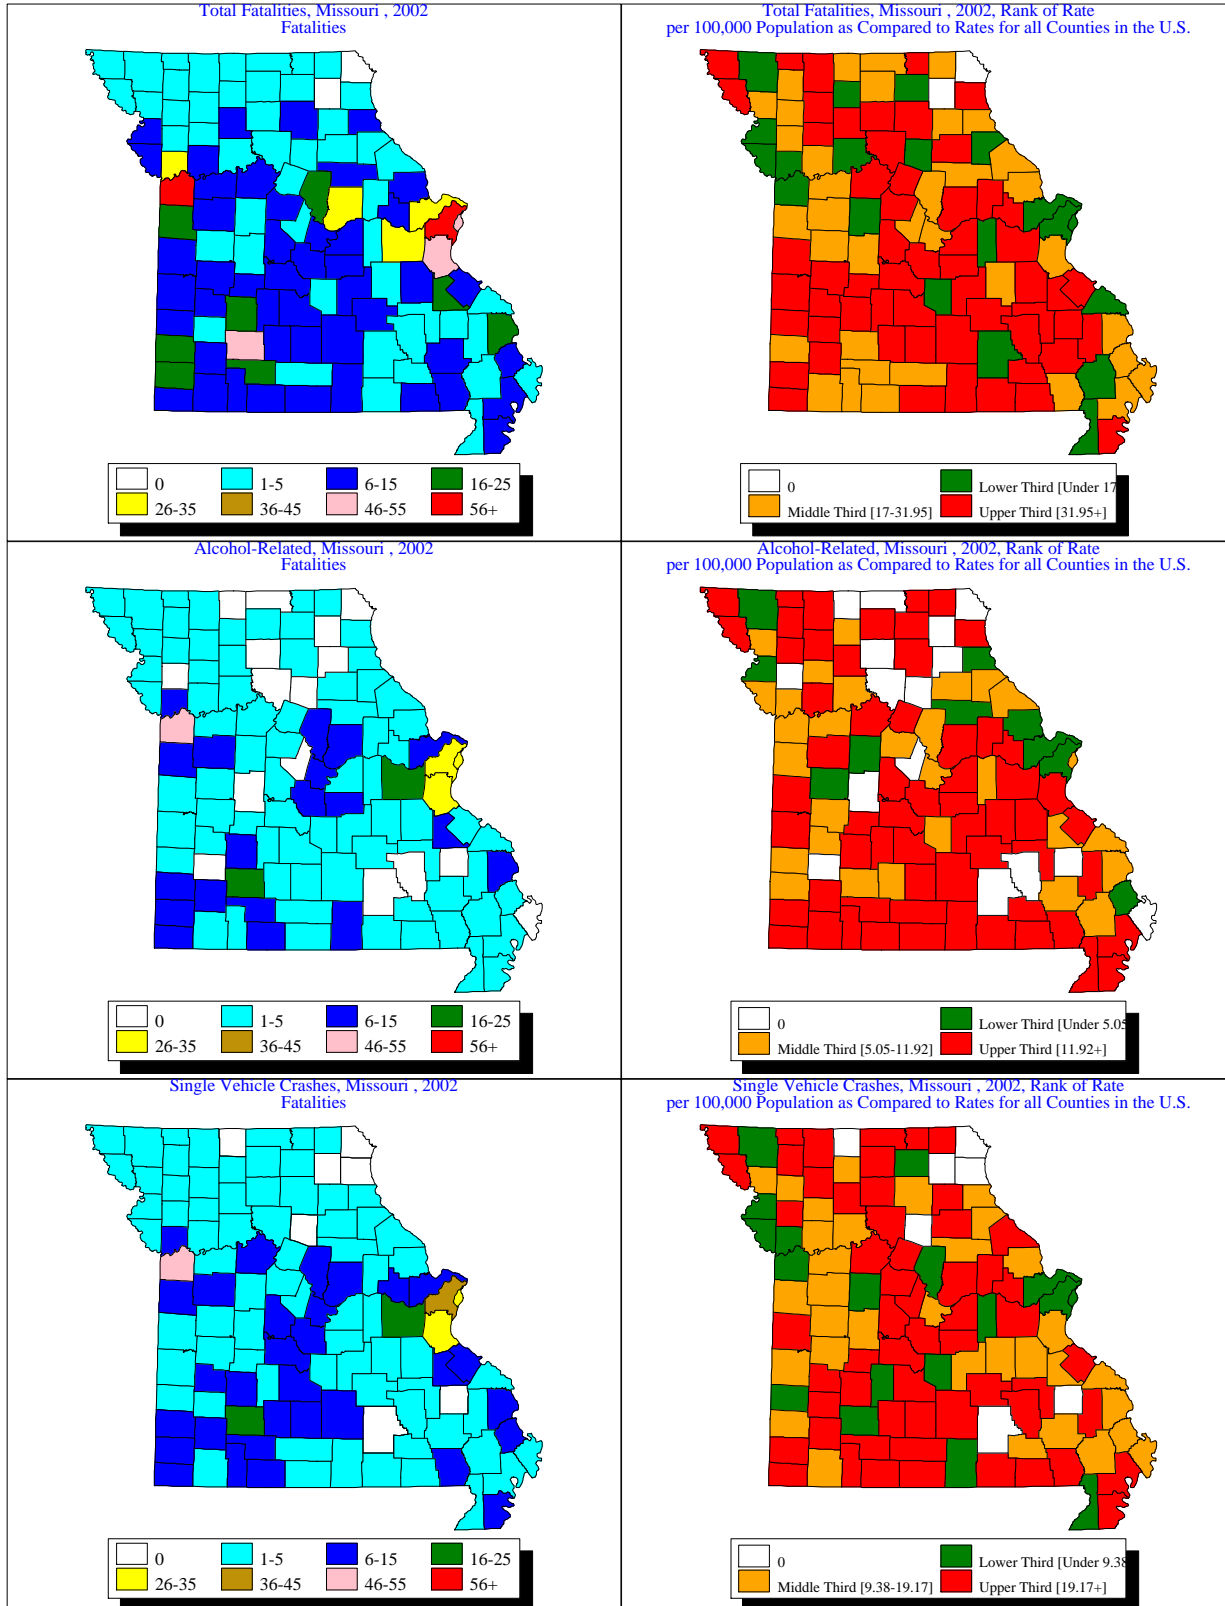 Total Fatalities, Missouri , 2002
Fatalities
0
1-5
6-15
16-25
26-35
36-45
46-55
56+
Total Fatalities, Missouri , 2002, Rank of Rate
per 100,000 Population as Compared to Rates for all Counties in the U.S.
0
Lower Third [Under 17
Middle Third [17-31.95]
Upper Third [31.95+]
Alcohol-Related, Missouri , 2002
Fatalities
0
1-5
6-15
16-25
26-35
36-45
46-55
56+
Alcohol-Related, Missouri , 2002, Rank of Rate
per 100,000 Population as Compared to Rates for all Counties in the U.S.
0
Lower Third [Under 5.05
Middle Third [5.05-11.92]
Upper Third [11.92+]
Single Vehicle Crashes, Missouri , 2002
Fatalities
0
1-5
6-15
16-25
26-35
36-45
46-55
56+
Single Vehicle Crashes, Missouri , 2002, Rank of Rate
per 100,000 Population as Compared to Rates for all Counties in the U.S.
0
Lower Third [Under 9.38
Middle Third [9.38-19.17]
Upper Third [19.17+]